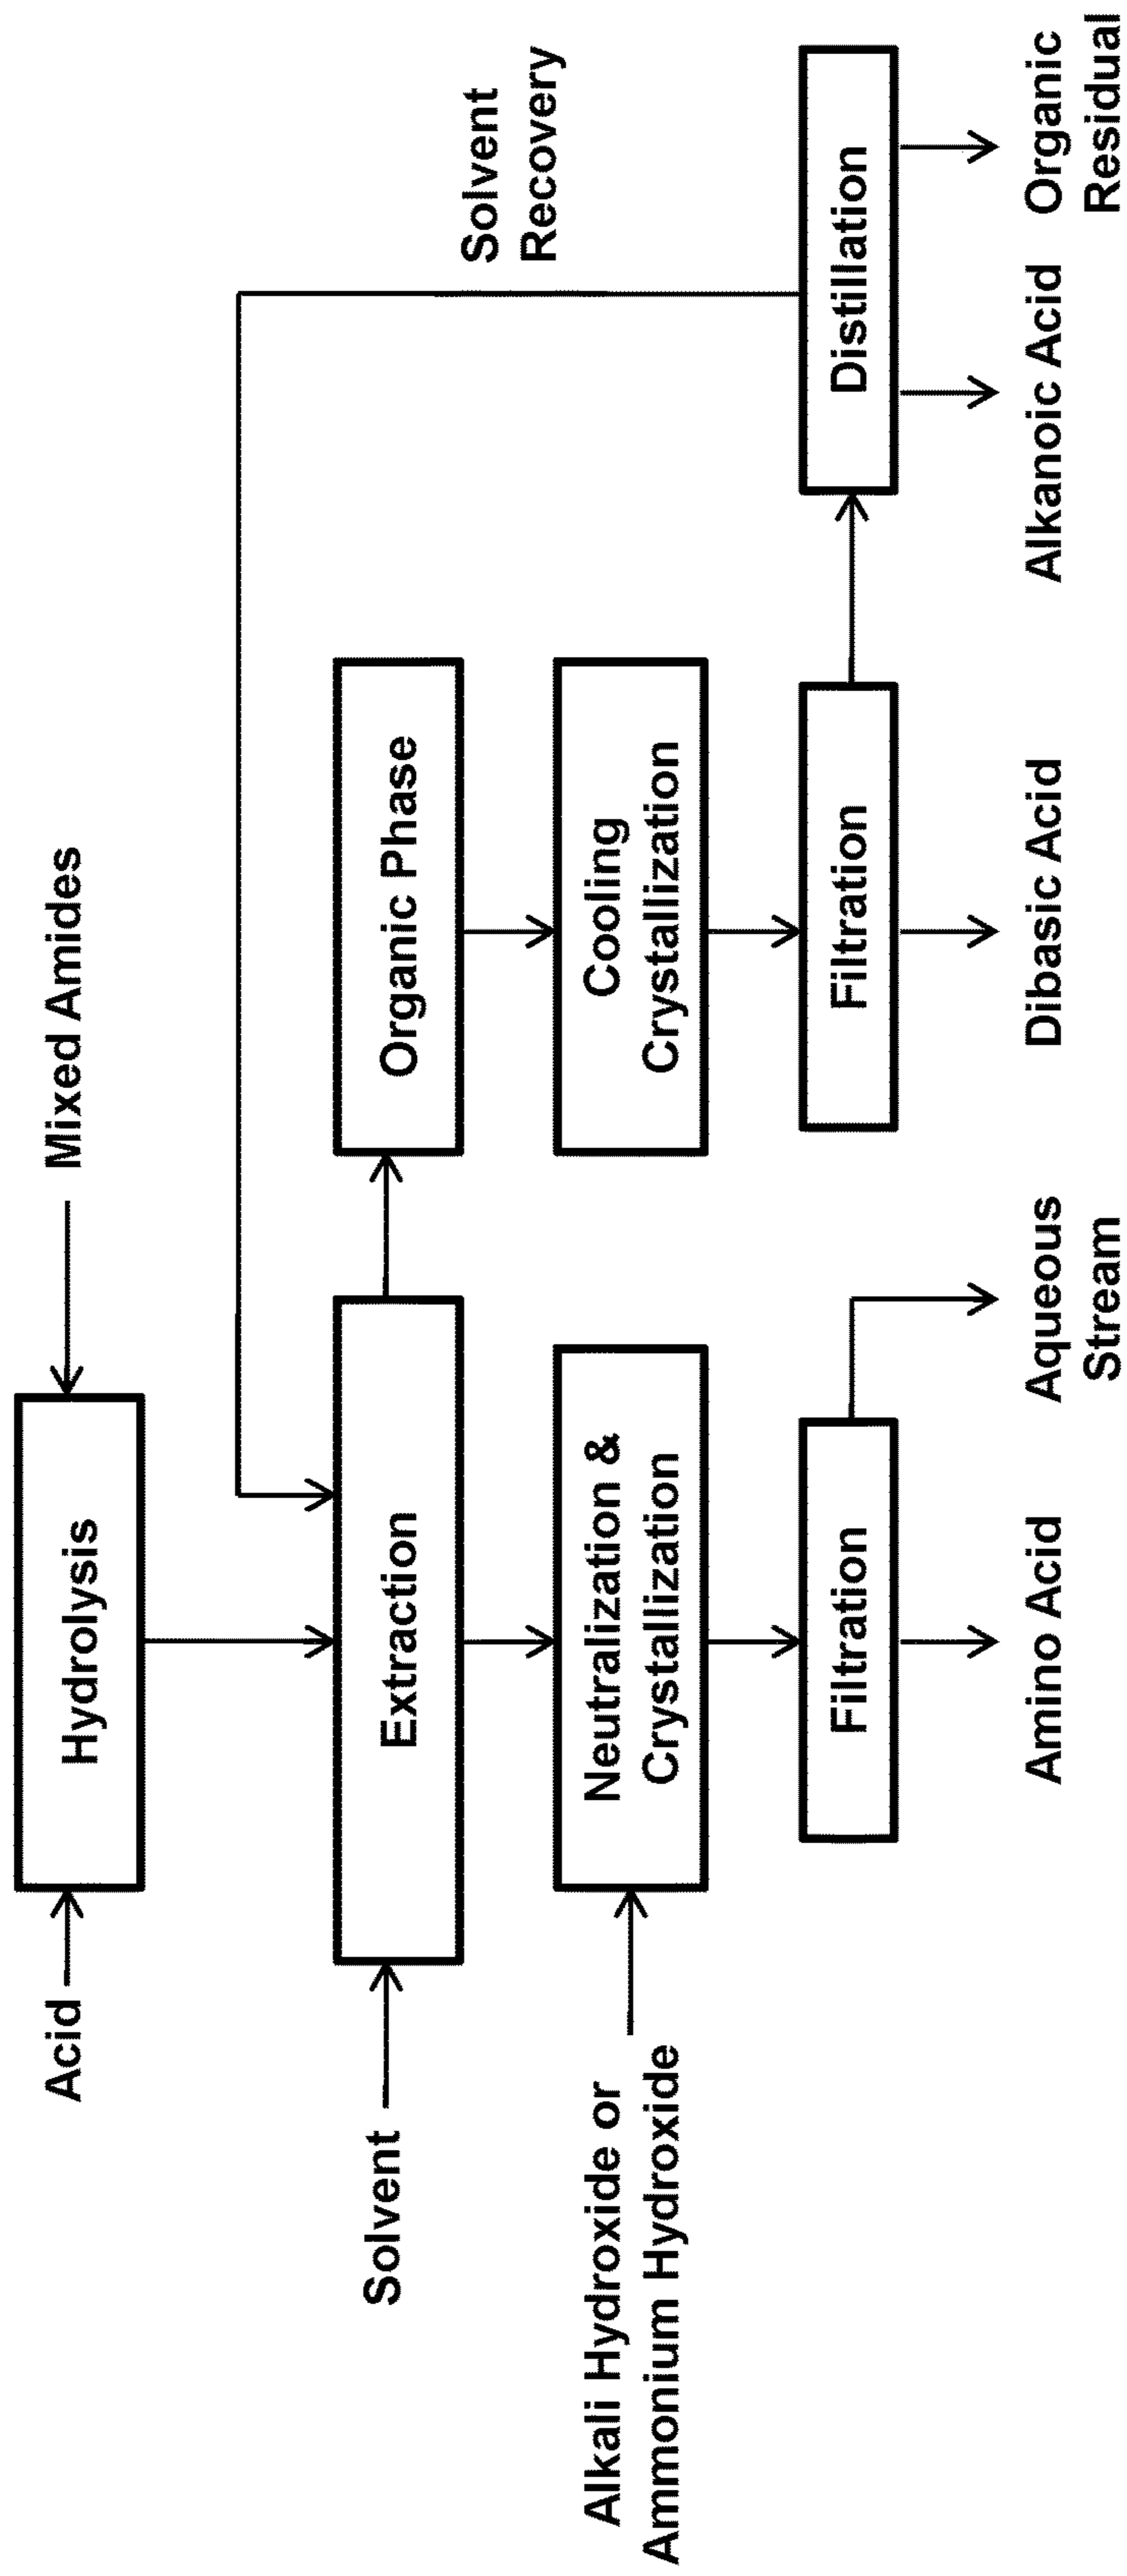 Acid
Hydrolysis
Mixed Amides
Solvent
Recovery
Solvent
Extraction
Organic Phase
Alkali Hydroxide or
Ammonium Hydroxide
Neutralization &
Crystallization
Cooling
Crystallization
Filtration
Filtration
Distillation
Amino Acid
Aqueous
Stream
Dibasic Acid
Alkanoic Acid
Organic
Residual